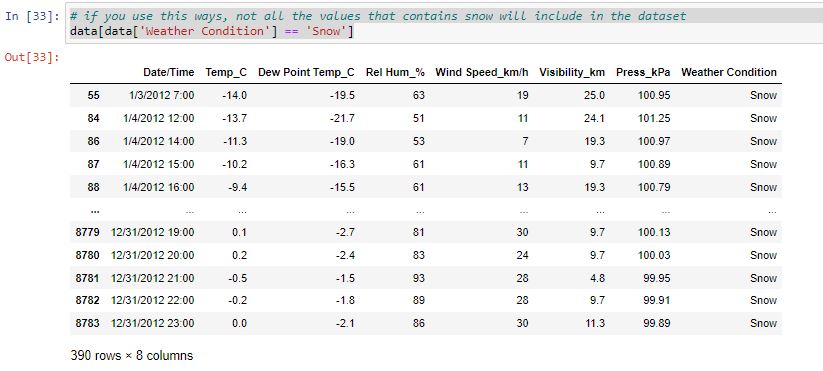 In [33]: # if you use this ways, not all the values that contains snow will include in the dataset
data[data['Weather Condition'] == 'Snow']
Out[33]:
Date/Time Temp_C Dew Point Temp_C Rel Hum_% Wind Speed_km/h Visibility_km Press_kPa Weather Condition
55 1/3/2012 7:00 -14.0 -19.5 63 19 25.0 100.95 Snow
84 1/4/2012 12:00 -13.7 -21.7 51 11 24.1 101.25 Snow
86 1/4/2012 14:00 -11.3 -19.0 53 7 19.3 100.97 Snow
87 1/4/2012 15:00 -10.2 -16.3 61 11 9.7 100.89 Snow
88 1/4/2012 16:00 -9.4 -15.5 61 13 19.3 100.79 Snow
... ... ... ... ... ... ... ... ...
8779 12/31/2012 19:00 0.1 -2.7 81 30 9.7 100.13 Snow
8780 12/31/2012 20:00 0.2 -2.4 83 24 9.7 100.03 Snow
8781 12/31/2012 21:00 -0.5 -1.5 93 28 4.8 99.95 Snow
8782 12/31/2012 22:00 -0.2 -1.8 89 28 9.7 99.91 Snow
8783 12/31/2012 23:00 0.0 -2.1 86 30 11.3 99.89 Snow
390 rows × 8 columns